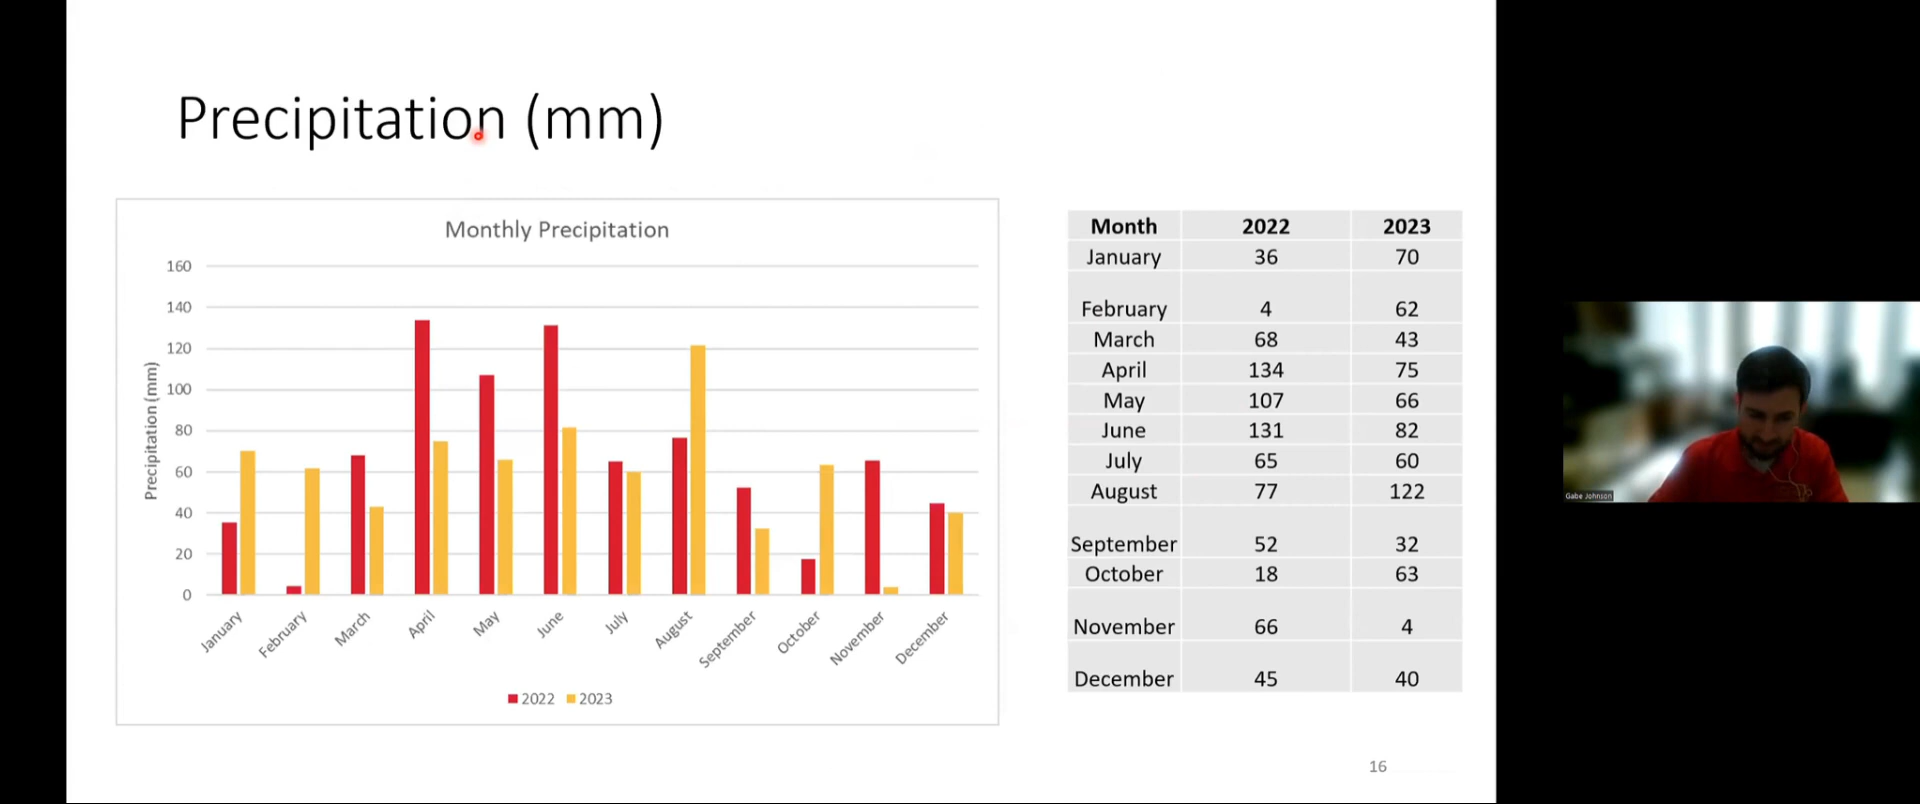 Precipitation (mm)
Monthly Precipitation
160
140
120
100
80
60
40
20
0
Precipitation (mm)
January
February
March
April
May
June
July
August
September
October
November
December
2022 2023
Month 2022 2023
January 36 70
February 4 62
March 68 43
April 134 75
May 107 66
June 131 82
July 65 60
August 77 122
September 52 32
October 18 63
November 66 4
December 45 40
16
Gabe Johnson